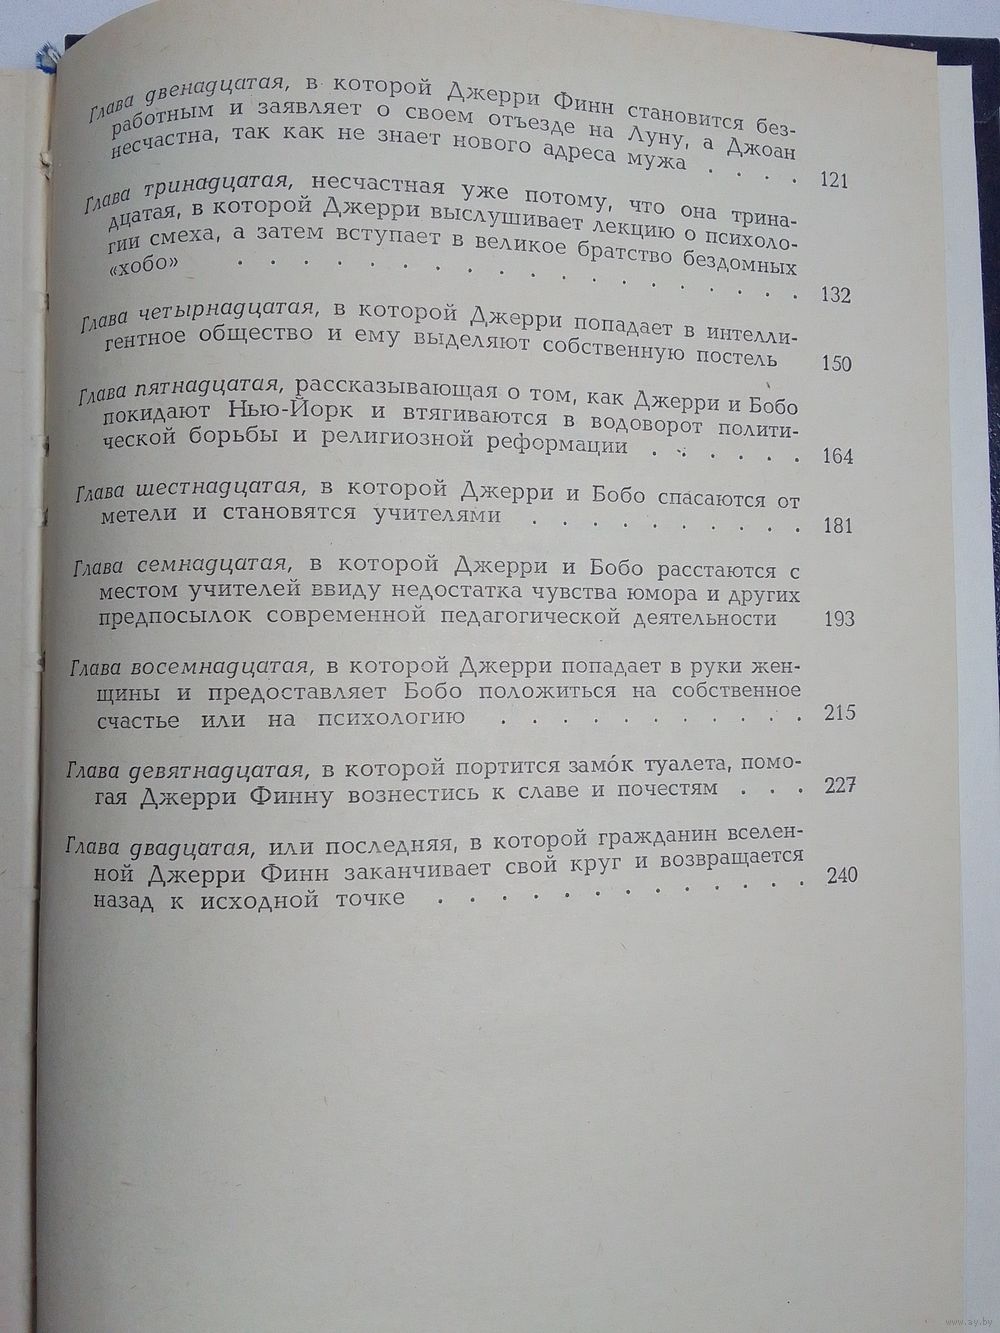 Глава двенадцатая, в которой Джерри Финн становится без-
работным и заявляет о своем отъезде на Луну, а Джоан
несчастна, так как не знает нового адреса мужа . . . . 121
Глава тринадцатая, несчастная уже потому, что она трина-
дцатая, в которой Джерри выслушивает лекцию о психоло-
гии смеха, а затем вступает в великое братство бездомных
«хобо» . . . . . . . . . . . . . . 132
Глава четырнадцатая, в которой Джерри попадает в интелли-
гентное общество и ему выделяют собственную постель 150
Глава пятнадцатая, рассказывающая о том, как Джерри и Бобо
покидают Нью-Йорк и втягиваются в водоворот полити-
ческой борьбы и религиозной реформации . . . . . . 164
Глава шестнадцатая, в которой Джерри и Бобо спасаются от
метели и становятся учителями . . . . . . . . . . 181
Глава семнадцатая, в которой Джерри и Бобо расстаются с
местом учителей ввиду недостатка чувства юмора и других
предпосылок современной педагогической деятельности 193
Глава восемнадцатая, в которой Джерри попадает в руки жен-
щины и предоставляет Бобо положиться на собственное
счастье или на психологию . . . . . . . . . . . 215
Глава девятнадцатая, в которой портится замо́к туалета, помо-
гая Джерри Финну вознестись к славе и почестям . . . 227
Глава двадцатая, или последняя, в которой гражданин вселен-
ной Джерри Финн заканчивает свой круг и возвращается
назад к исходной точке . . . . . . . . . . . . 240
www.ay.by